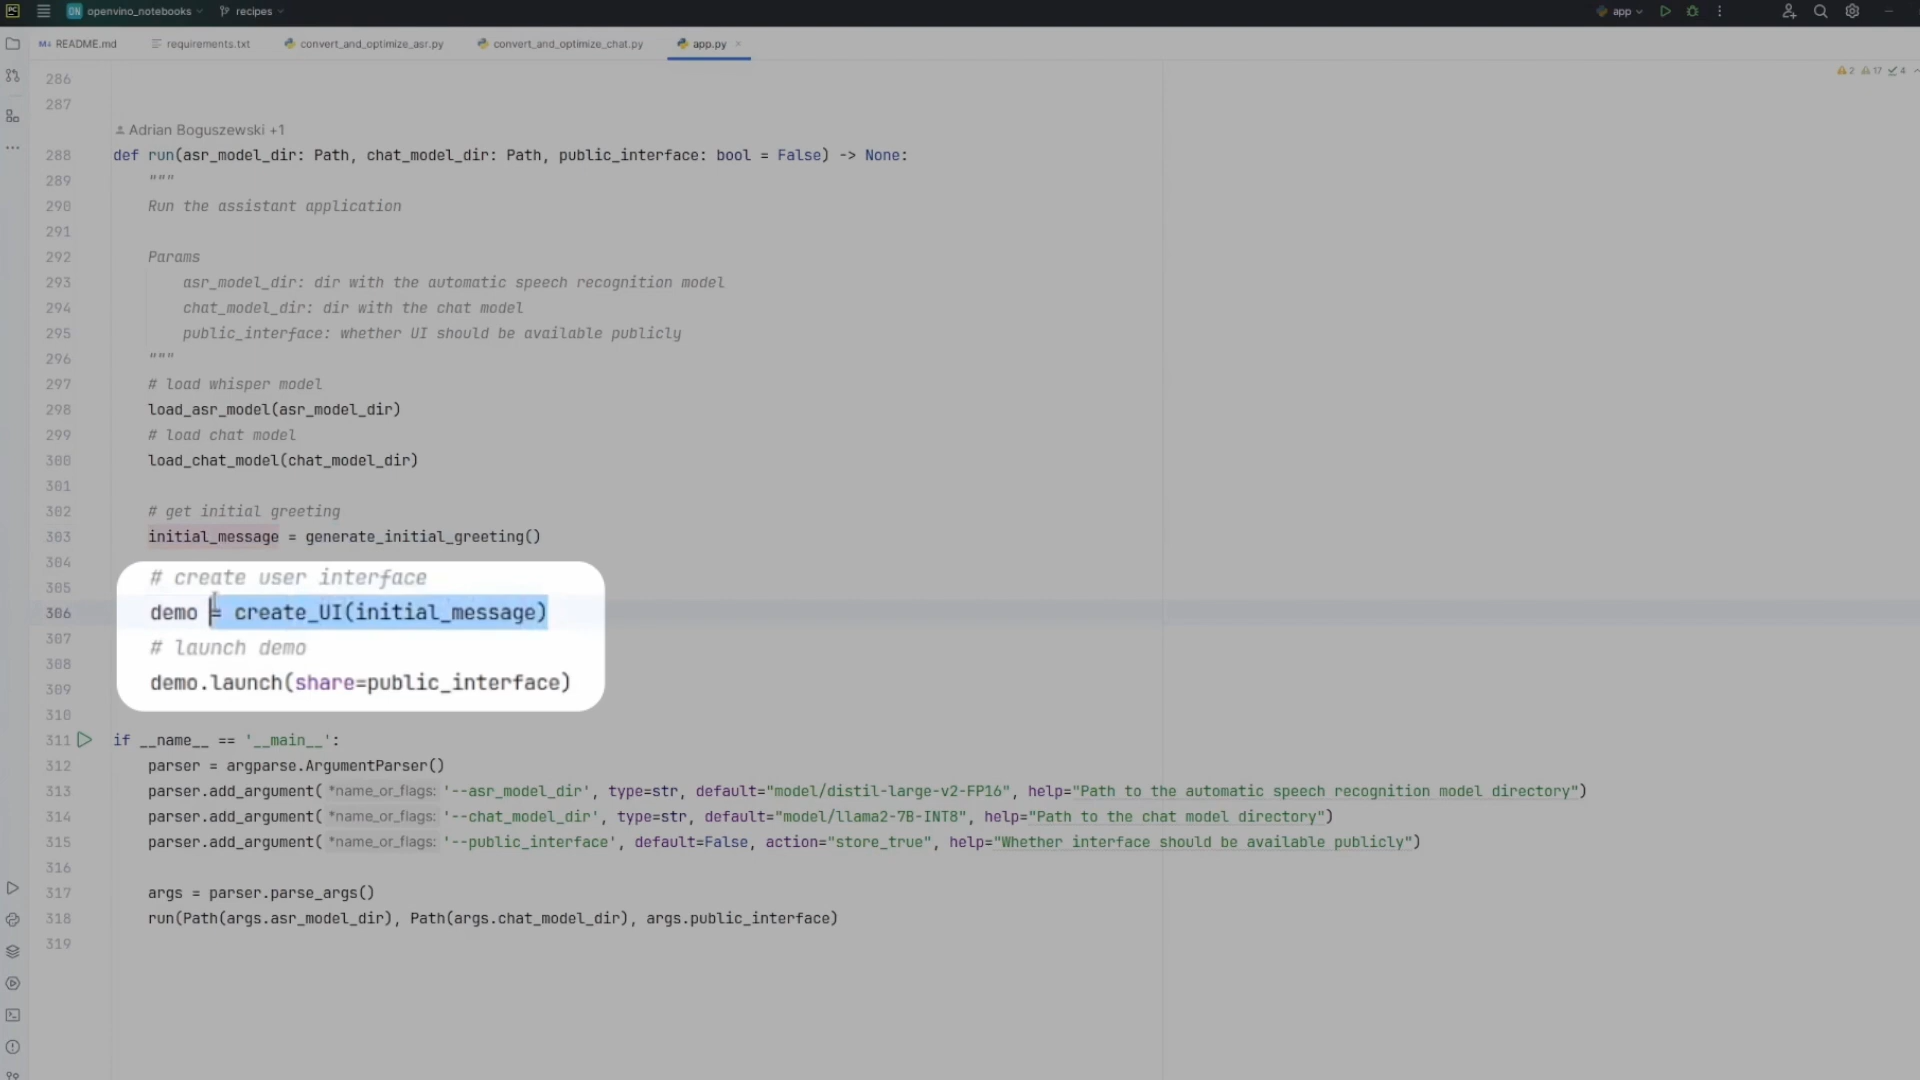 PC ON openvino_notebooks recipes app
README.md requirements.txt convert_and_optimize_asr.py convert_and_optimize_chat.py app.py
2 17 4
286
287
Adrian Boguszewski +1
288 def run(asr_model_dir: Path, chat_model_dir: Path, public_interface: bool = False) -> None:
289 """
290 Run the assistant application
291
292 Params
293 asr_model_dir: dir with the automatic speech recognition model
294 chat_model_dir: dir with the chat model
295 public_interface: whether UI should be available publicly
296 """
297 # load whisper model
298 load_asr_model(asr_model_dir)
299 # load chat model
300 load_chat_model(chat_model_dir)
301
302 # get initial greeting
303 initial_message = generate_initial_greeting()
304
305 # create user interface
306 demo = create_UI(initial_message)
307 # launch demo
308 demo.launch(share=public_interface)
309
310
311 if __name__ == '__main__':
312 parser = argparse.ArgumentParser()
313 parser.add_argument( *name_or_flags: '--asr_model_dir', type=str, default="model/distil-large-v2-FP16", help="Path to the automatic speech recognition model directory")
314 parser.add_argument( *name_or_flags: '--chat_model_dir', type=str, default="model/llama2-7B-INT8", help="Path to the chat model directory")
315 parser.add_argument( *name_or_flags: '--public_interface', default=False, action="store_true", help="Whether interface should be available publicly")
316
317 args = parser.parse_args()
318 run(Path(args.asr_model_dir), Path(args.chat_model_dir), args.public_interface)
319